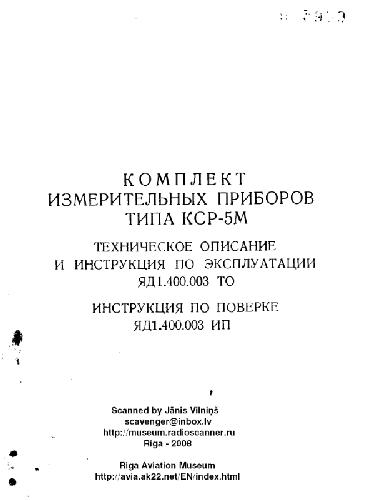 КОМПЛЕКТ
ИЗМЕРИТЕЛЬНЫХ ПРИБОРОВ
ТИПА КСР-5М
ТЕХНИЧЕСКОЕ ОПИСАНИЕ
И ИНСТРУКЦИЯ ПО ЭКСПЛУАТАЦИИ
ЯД1.400.003 ТО
ИНСТРУКЦИЯ ПО ПОВЕРКЕ
ЯД1.400.003 ИП
Scanned by Jānis Vilniņš
scavenger@inbox.lv
http://museum.radioscanner.ru
Riga - 2008
Riga Aviation Museum
http://avia.ak22.net/EN/index.html